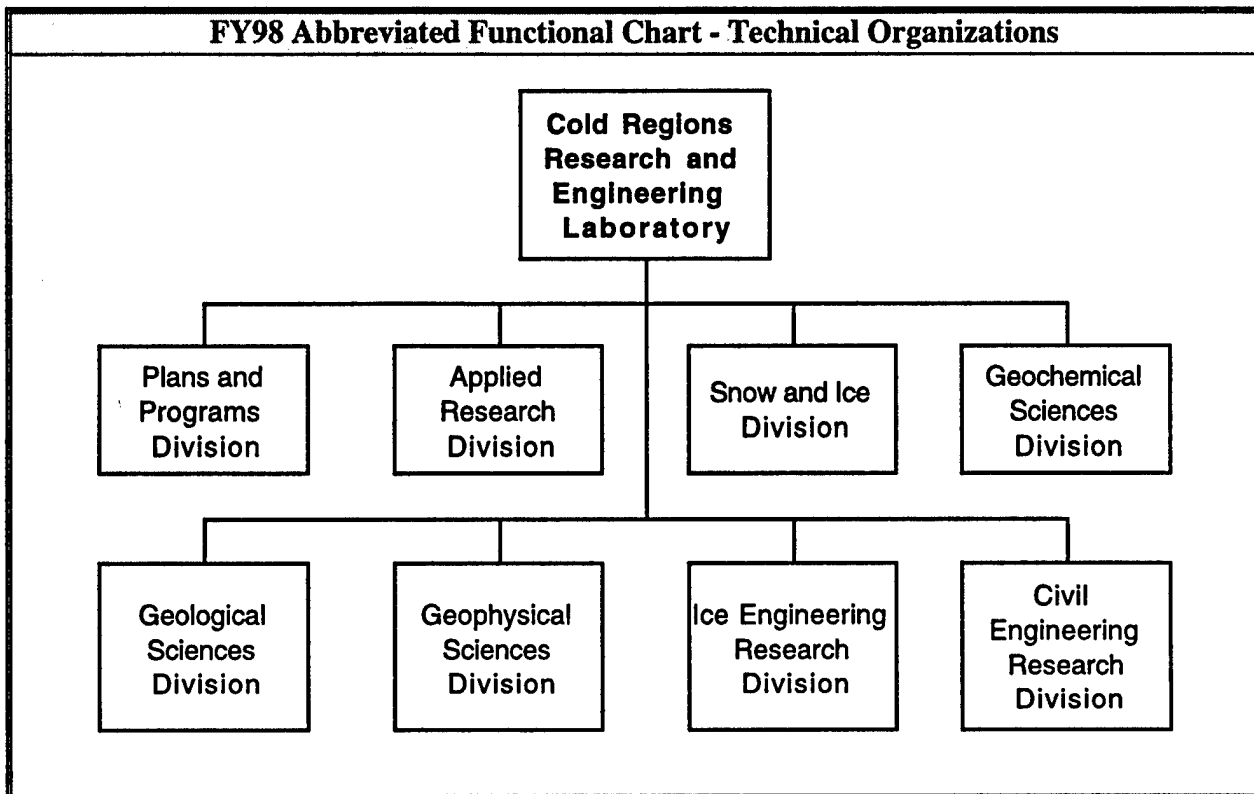 FY98 Abbreviated Functional Chart - Technical Organizations
Cold Regions
Research and
Engineering
Laboratory
Plans and
Programs
Division
Applied
Research
Division
Snow and Ice
Division
Geochemical
Sciences
Division
Geological
Sciences
Division
Geophysical
Sciences
Division
Ice Engineering
Research
Division
Civil
Engineering
Research
Division